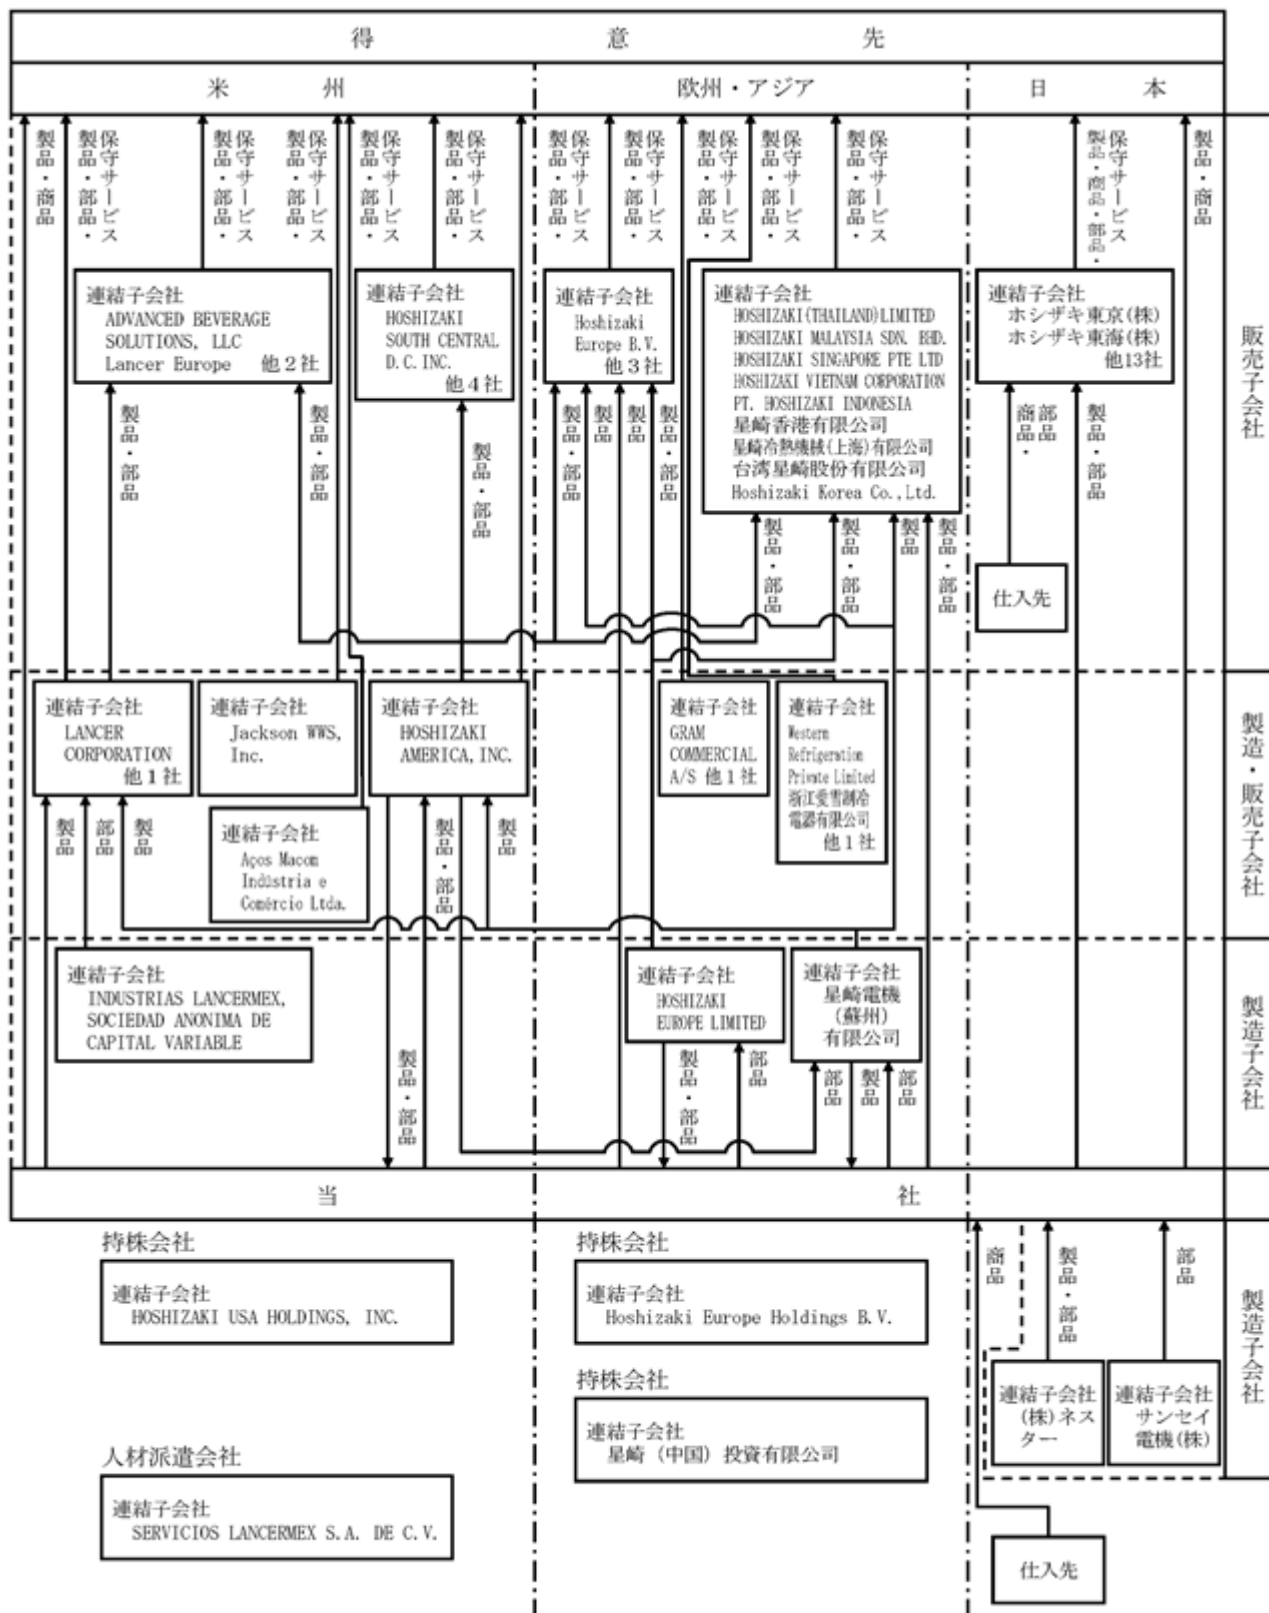 得意先
米州
欧州・アジア
日本
製品・商品
製品・部品・
保守サービス
製品・部品・
保守サービス
製品・部品・
保守サービス
製品・部品・
保守サービス
製品・部品・
保守サービス
製品・部品・
保守サービス
製品・部品・
保守サービス
製品・部品・
保守サービス
製品・部品・
保守サービス
製品・部品・
保守サービス
製品・商品・部品・
保守サービス
製品・商品
連結子会社
ADVANCED BEVERAGE
SOLUTIONS, LLC
Lancer Europe 他2社
連結子会社
HOSHIZAKI
SOUTH CENTRAL
D.C.INC.
他4社
連結子会社
Hoshizaki
Europe B.V.
他3社
連結子会社
HOSHIZAKI(THAILAND)LIMITED
HOSHIZAKI MALAYSIA SDN. BHD.
HOSHIZAKI SINGAPORE PTE LTD
HOSHIZAKI VIETNAM CORPORATION
PT. HOSHIZAKI INDONESIA
星崎香港有限公司
星崎冷熱機械(上海)有限公司
台湾星崎股份有限公司
Hoshizaki Korea Co.,Ltd.
連結子会社
ホシザキ東京(株)
ホシザキ東海(株)
他13社
販売子会社
製品・部品
製品・部品
製品・部品
製品・部品
製品
製品・部品
製品・部品
商品・
部品
製品・部品
製品・部品
製品・部品
製品
製品・部品
仕入先
連結子会社
LANCER
CORPORATION
他1社
連結子会社
Jackson WWS,
Inc.
連結子会社
HOSHIZAKI
AMERICA,INC.
連結子会社
GRAM
COMMERCIAL
A/S 他1社
連結子会社
Western
Refrigeration
Private Limited
浙江愛雪制冷
電器有限公司
他1社
製造・販売子会社
製品
部品
製品
連結子会社
Aços Macom
Indústria e
Comércio Ltda.
製品・部品
製品
連結子会社
INDUSTRIAS LANCERMEX,
SOCIEDAD ANONIMA DE
CAPITAL VARIABLE
連結子会社
HOSHIZAKI
EUROPE LIMITED
連結子会社
星崎電機
(蘇州)
有限公司
製造子会社
製品・部品
製品・部品
部品
部品
製品
部品
当社
持株会社
連結子会社
HOSHIZAKI USA HOLDINGS, INC.
持株会社
連結子会社
Hoshizaki Europe Holdings B.V.
商品
製品・部品
部品
製造子会社
持株会社
連結子会社
星崎（中国）投資有限公司
連結子会社
(株)ネス
ター
連結子会社
サンセイ
電機(株)
人材派遣会社
連結子会社
SERVICIOS LANCERMEX S.A. DE C.V.
仕入先